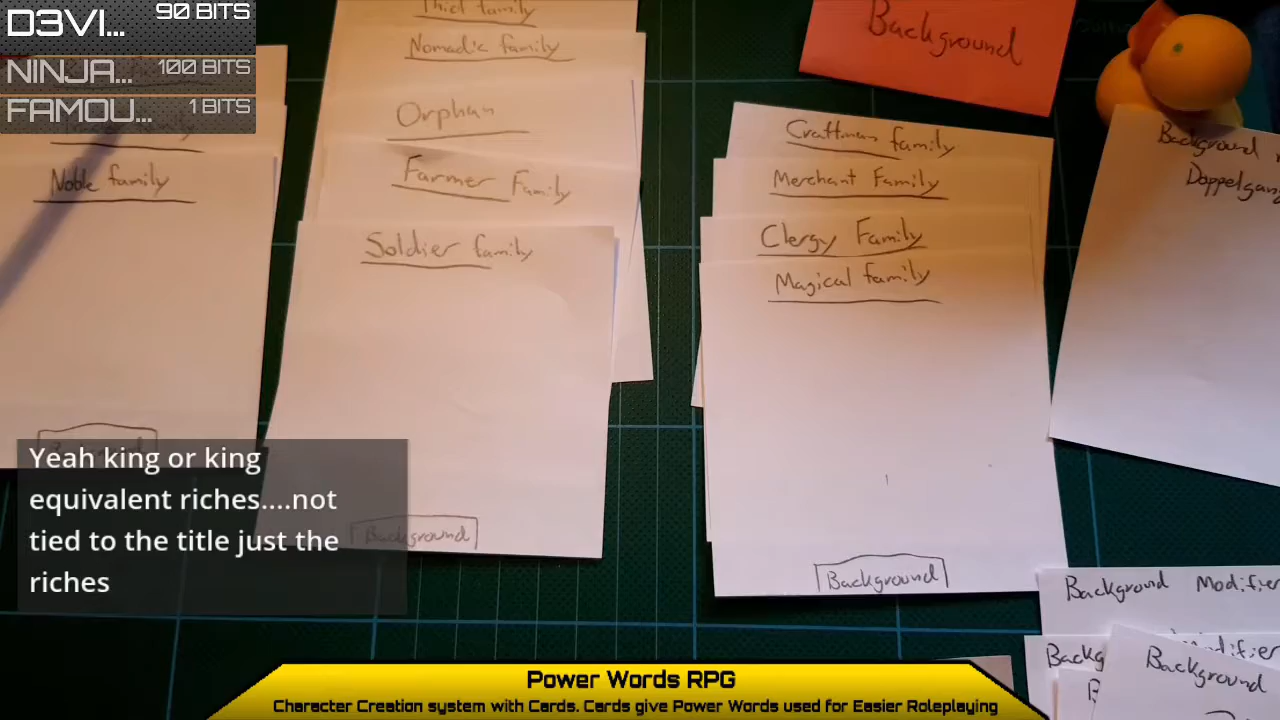 D3VI... 90 BITS
NINJA... 100 BITS
FAMOU... 1 BITS
Noble family
Thief family
Nomadic family
Orphan
Farmer Family
Soldier family
Background
Background
Craftman family
Merchant Family
Clergy Family
Magical family
Background
Background
Doppelgan
Background Modifier
Backg
Background
Yeah king or king
equivalent riches....not
tied to the title just the
riches
Power Words RPG
Character Creation system with Cards. Cards give Power Words used for Easier Roleplaying